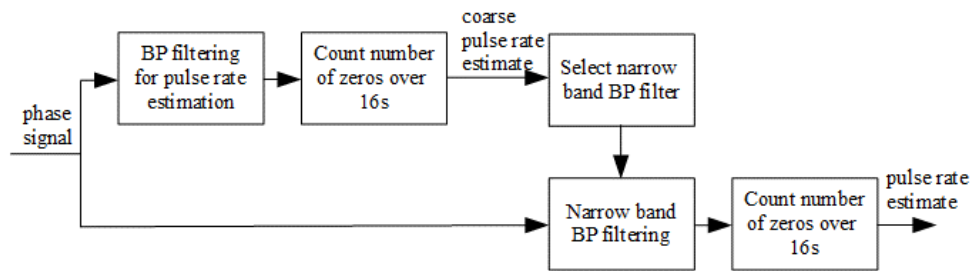 phase
signal
BP filtering
for pulse rate
estimation
Count number
of zeros over
16s
coarse
pulse rate
estimate
Select narrow
band BP filter
Narrow band
BP filtering
Count number
of zeros over
16s
pulse rate
estimate